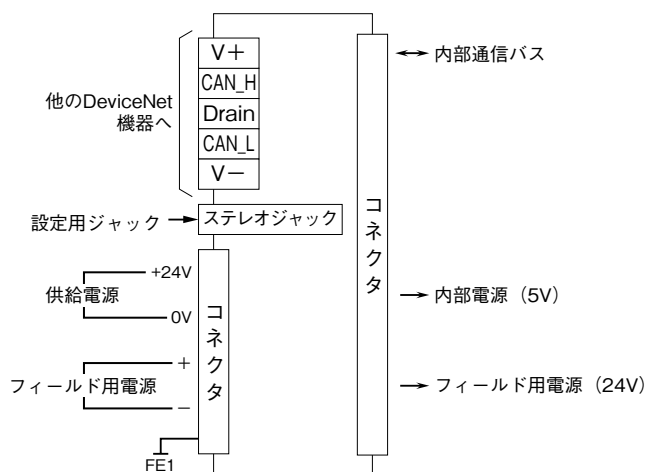 V+
CAN_H
Drain
CAN_L
V−
他のDeviceNet
機器へ
設定用ジャック
ステレオジャック
供給電源
+24V
0V
フィールド用電源
+
−
FE1
コネクタ
コネクタ
内部通信バス
内部電源（5V）
フィールド用電源（24V）